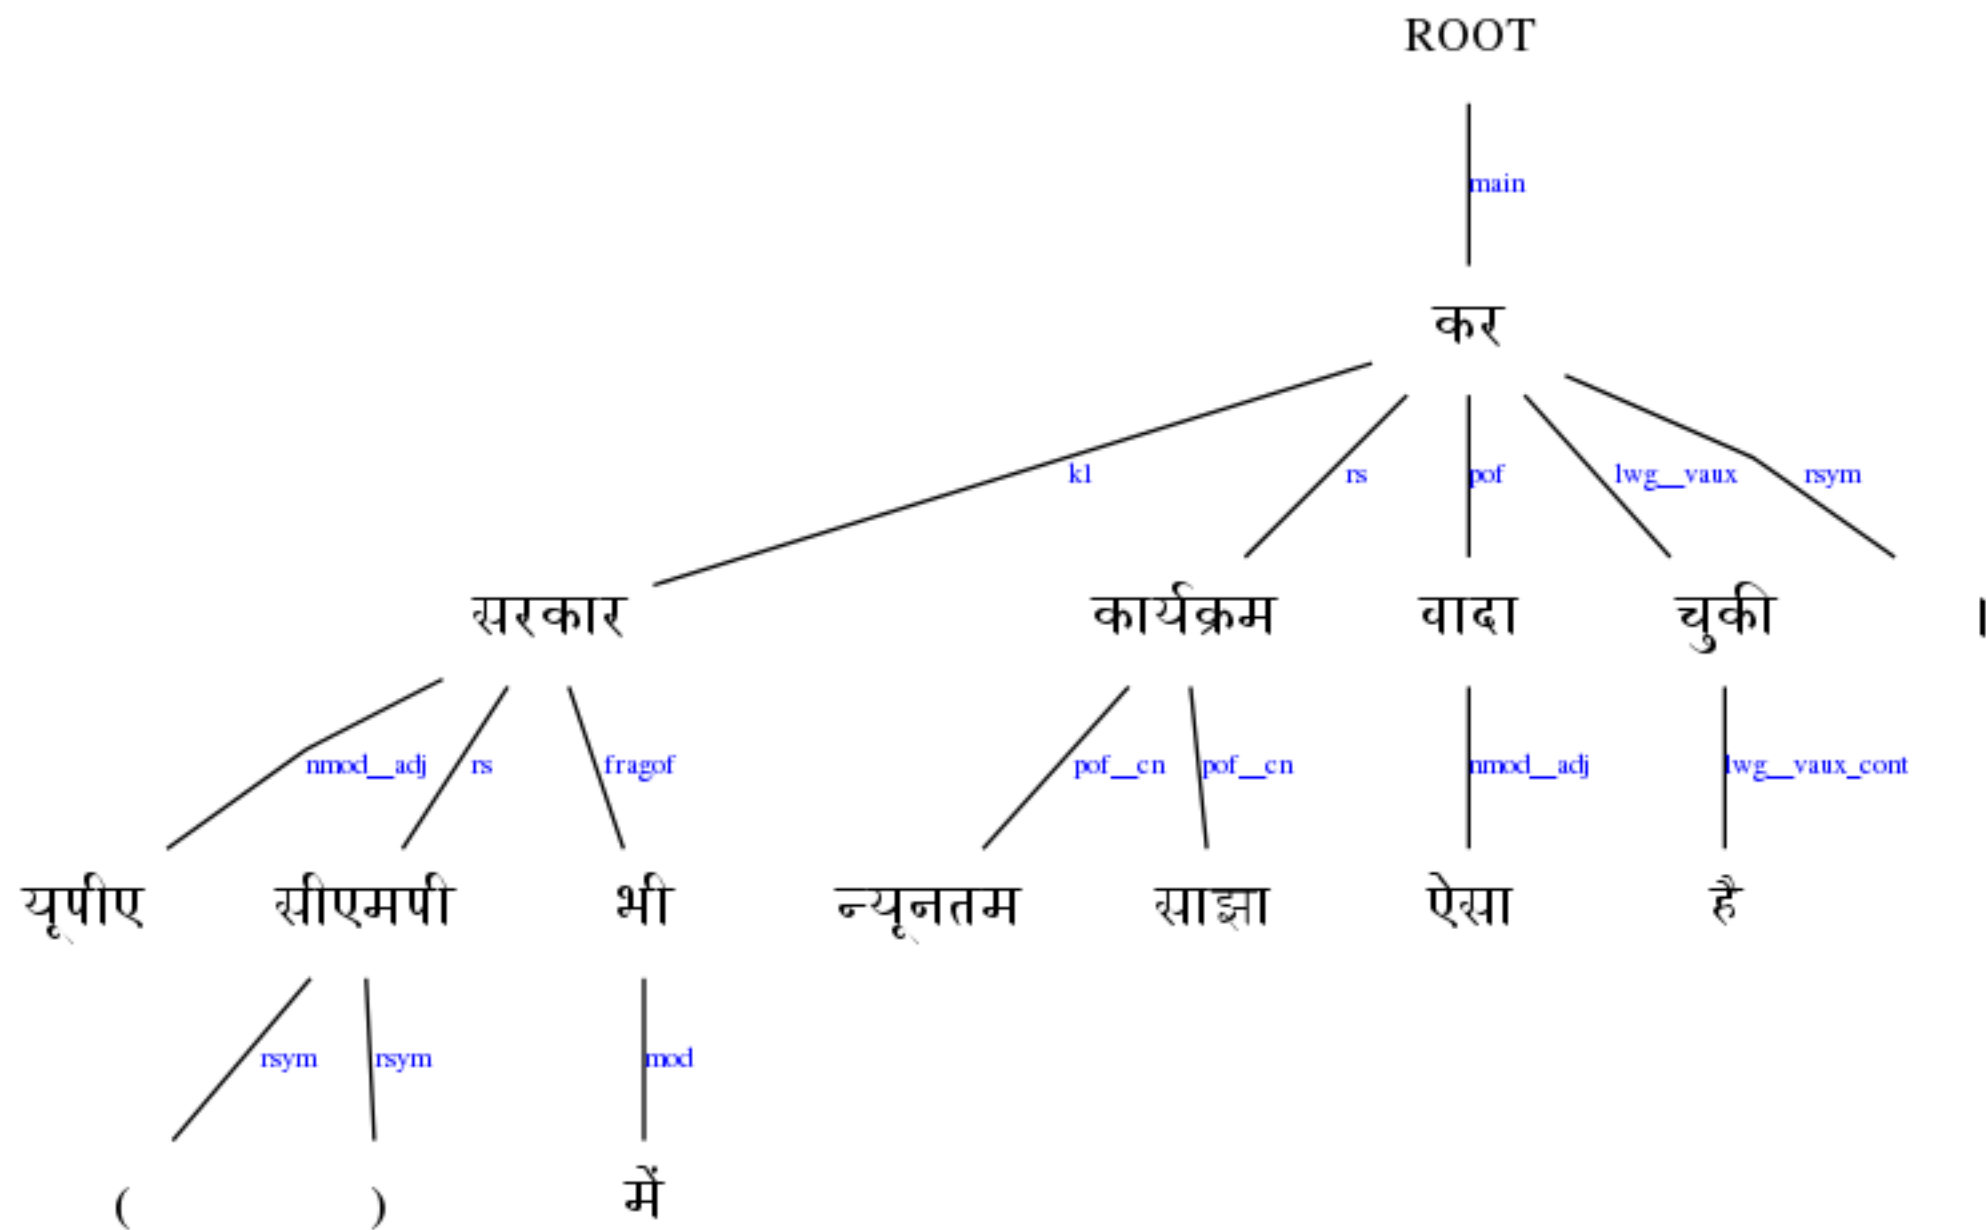 ROOT
main
कर
k1 rs pof lwg__vaux rsym
सरकार कार्यक्रम वादा चुकी ।
nmod__adj rs fragof pof__cn pof__cn nmod__adj lwg__vaux_cont
यूपीए सीएमपी भी न्यूनतम साझा ऐसा है
rsym rsym mod
( ) में